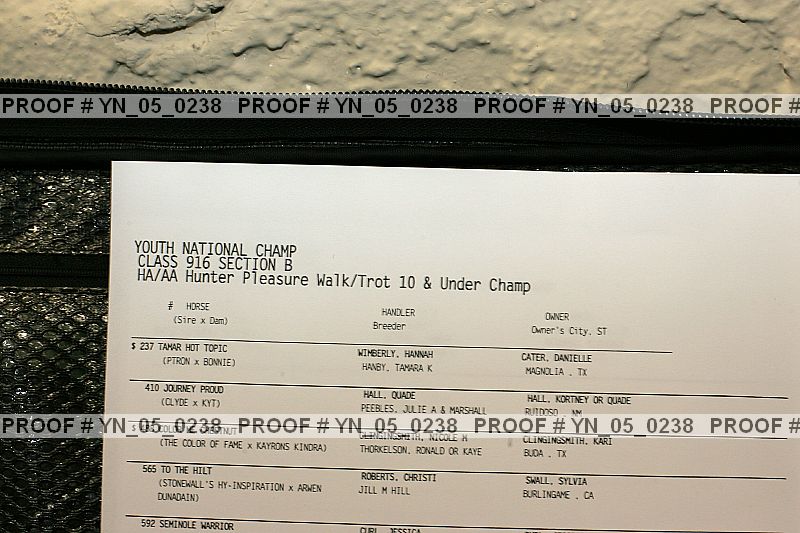 PROOF # YN_05_0238 PROOF # YN_05_0238 PROOF # YN_05_0238 PROOF #
YOUTH NATIONAL CHAMP
CLASS 916 SECTION B
HA/AA Hunter Pleasure Walk/Trot 10 & Under Champ
# HORSE HANDLER OWNER
(Sire x Dam) Breeder Owner's City, ST
$ 237 TAMAR HOT TOPIC WIMBERLY, HANNAH CATER, DANIELLE
(PTRON x BONNIE) HANBY, TAMARA K MAGNOLIA , TX
410 JOURNEY PROUD HALL, QUADE HALL, KORTNEY OR QUADE
(CLYDE x KYT) PEEBLES, JULIE A & MARSHALL RUIDOSO , NM
PROOF # YN_05_0238 PROOF # YN_05_0238 PROOF # YN_05_0238 PROOF #
$ CLINGINGSMITH, NICOLE M CLINGINGSMITH, KARI
(THE COLOR OF FAME x KAYRONS KINDRA) THORKELSON, RONALD OR KAYE BUDA , TX
565 TO THE HILT ROBERTS, CHRISTI SWALL, SYLVIA
(STONEWALL'S HY-INSPIRATION x ARWEN JILL M HILL BURLINGAME , CA
DUNADAIN)
592 SEMINOLE WARRIOR CURL, JESSICA